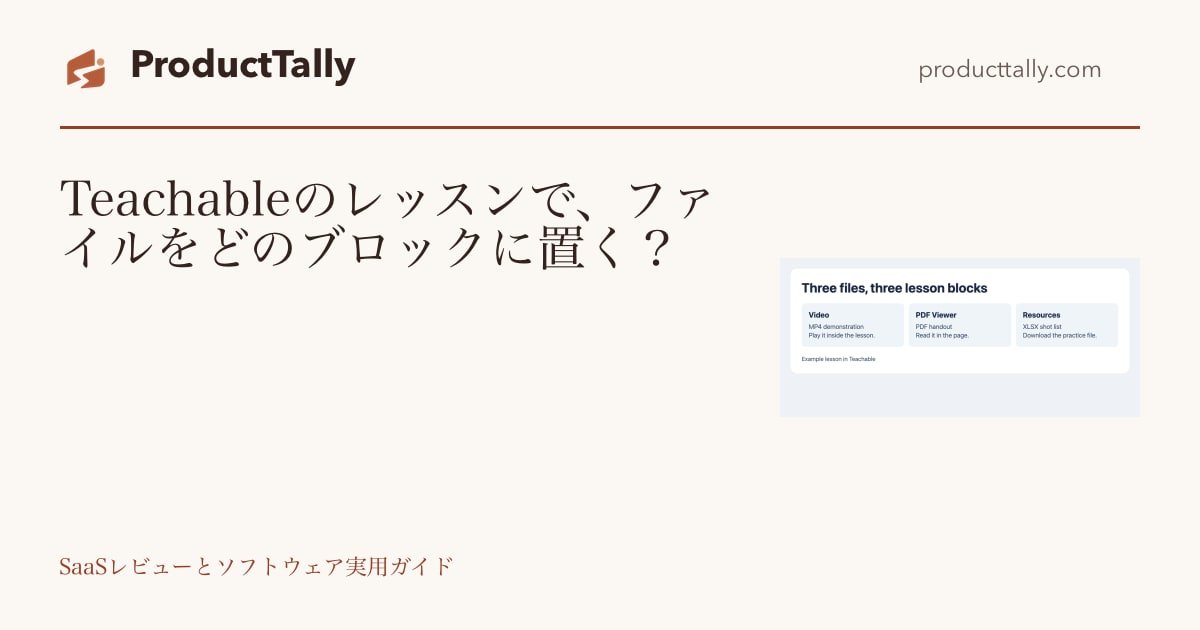 ProductTally
producttally.com
Teachableのレッスンで、ファ
イルをどのブロックに置く？
Three files, three lesson blocks
Video
MP4 demonstration
Play it inside the lesson.
PDF Viewer
PDF handout
Read it in the page.
Resources
XLSX shot list
Download the practice file.
Example lesson in Teachable
SaaSレビューとソフトウェア実用ガイド